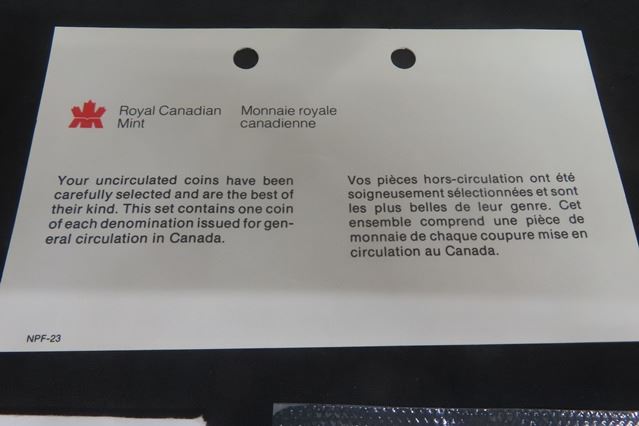 Royal Canadian
Mint
Monnaie royale
canadienne
Your uncirculated coins have been
carefully selected and are the best of
their kind. This set contains one coin
of each denomination issued for gen-
eral circulation in Canada.
Vos pièces hors-circulation ont été
soigneusement sélectionnées et sont
les plus belles de leur genre. Cet
ensemble comprend une pièce de
monnaie de chaque coupure mise en
circulation au Canada.
NPF-23